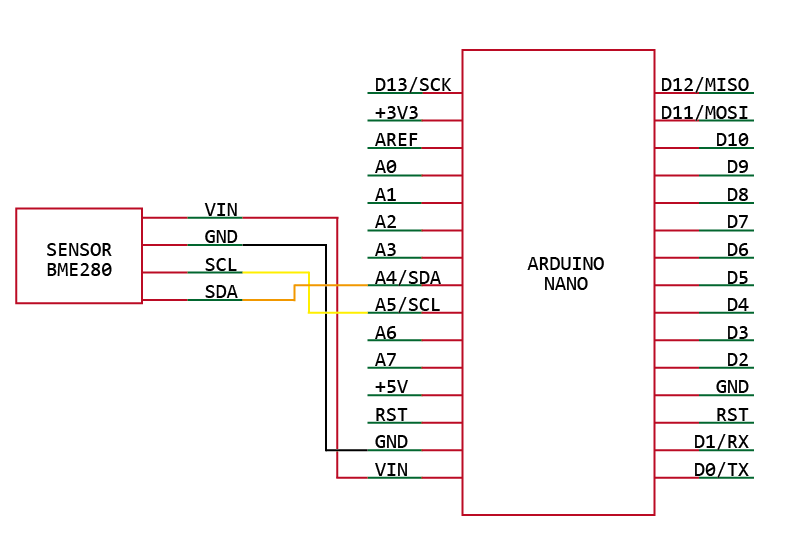 VIN
GND
SCL
SDA
SENSOR
BME280
D13/SCK
+3V3
AREF
A0
A1
A2
A3
A4/SDA
A5/SCL
A6
A7
+5V
RST
GND
VIN
ARDUINO
NANO
D12/MISO
D11/MOSI
D10
D9
D8
D7
D6
D5
D4
D3
D2
GND
RST
D1/RX
D0/TX